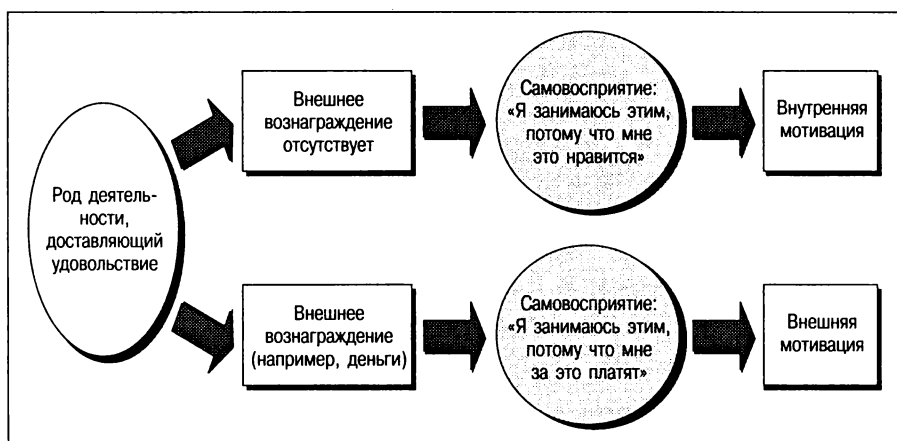 Род деятель-
ности,
доставляющий
удовольствие
Внешнее
вознаграждение
отсутствует
Самовосприятие:
«Я занимаюсь этим,
потому что мне
это нравится»
Внутренняя
мотивация
Внешнее
вознаграждение
(например, деньги)
Самовосприятие:
«Я занимаюсь этим,
потому что мне
за это платят»
Внешняя
мотивация